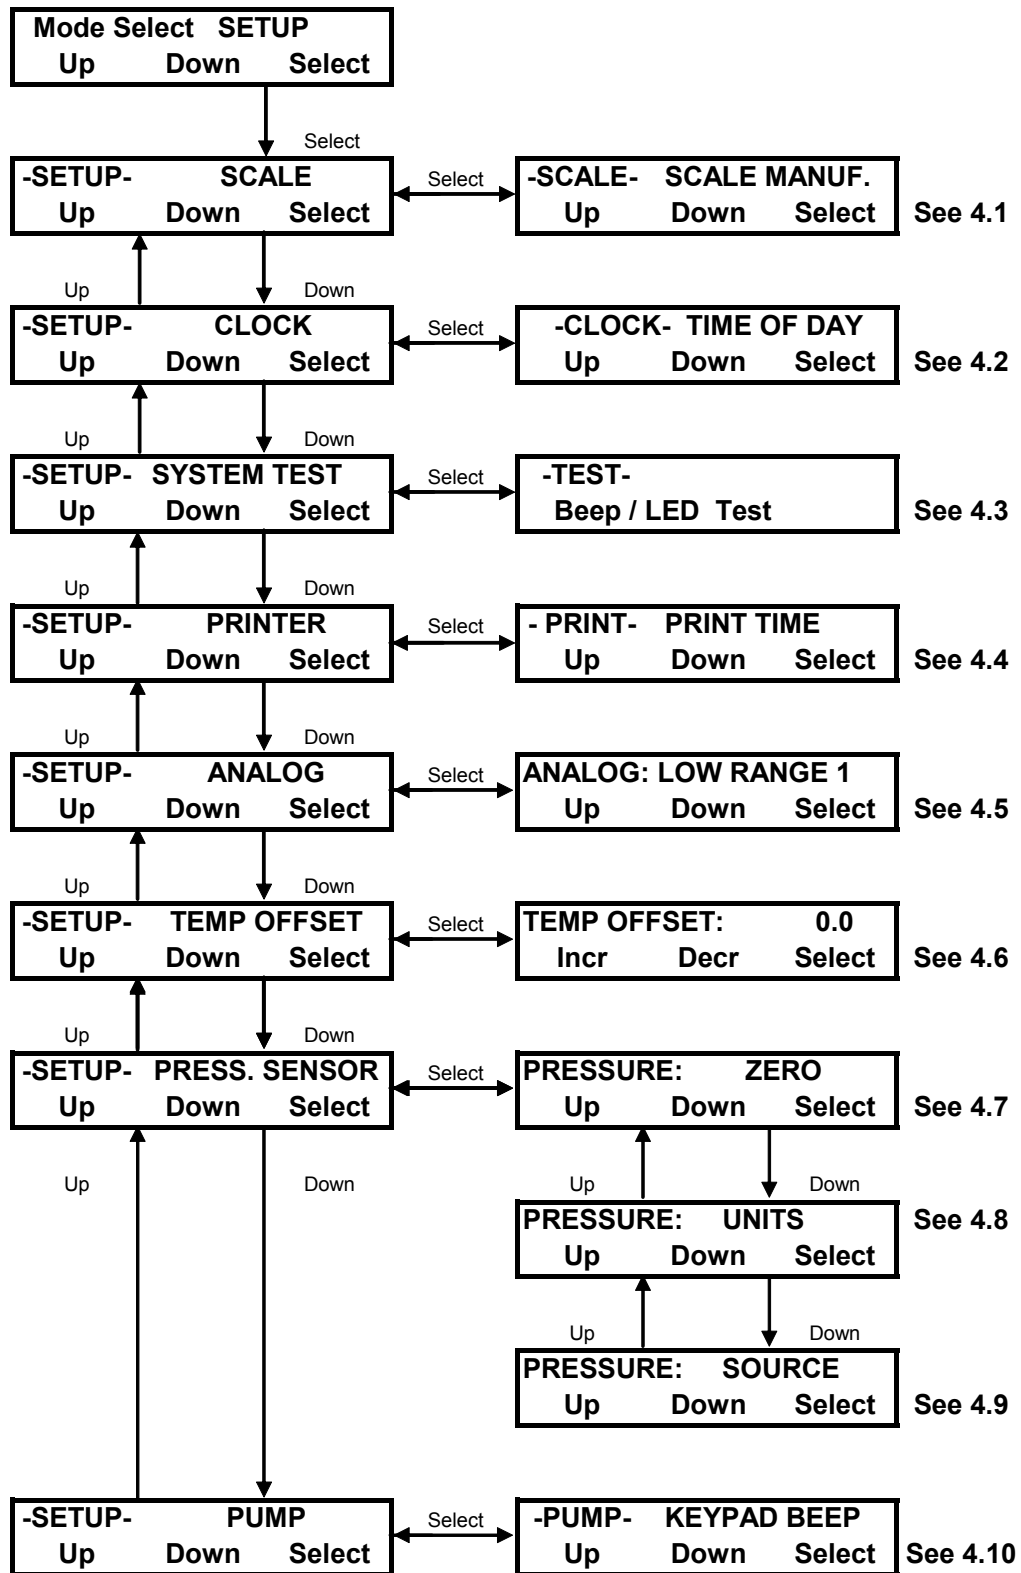 Mode Select SETUP
Up Down Select
Select
-SETUP- SCALE
Up Down Select
Select
-SCALE- SCALE MANUF.
Up Down Select
See 4.1
Up Down
-SETUP- CLOCK
Up Down Select
Select
-CLOCK- TIME OF DAY
Up Down Select
See 4.2
Up Down
-SETUP- SYSTEM TEST
Up Down Select
Select
-TEST-
Beep / LED Test
See 4.3
Up Down
-SETUP- PRINTER
Up Down Select
Select
- PRINT- PRINT TIME
Up Down Select
See 4.4
Up Down
-SETUP- ANALOG
Up Down Select
Select
ANALOG: LOW RANGE 1
Up Down Select
See 4.5
Up Down
-SETUP- TEMP OFFSET
Up Down Select
Select
TEMP OFFSET: 0.0
Incr Decr Select
See 4.6
Up Down
-SETUP- PRESS. SENSOR
Up Down Select
Select
PRESSURE: ZERO
Up Down Select
See 4.7
Up Down
Up Down
PRESSURE: UNITS
Up Down Select
See 4.8
Up Down
PRESSURE: SOURCE
Up Down Select
See 4.9
-SETUP- PUMP
Up Down Select
Select
-PUMP- KEYPAD BEEP
Up Down Select
See 4.10